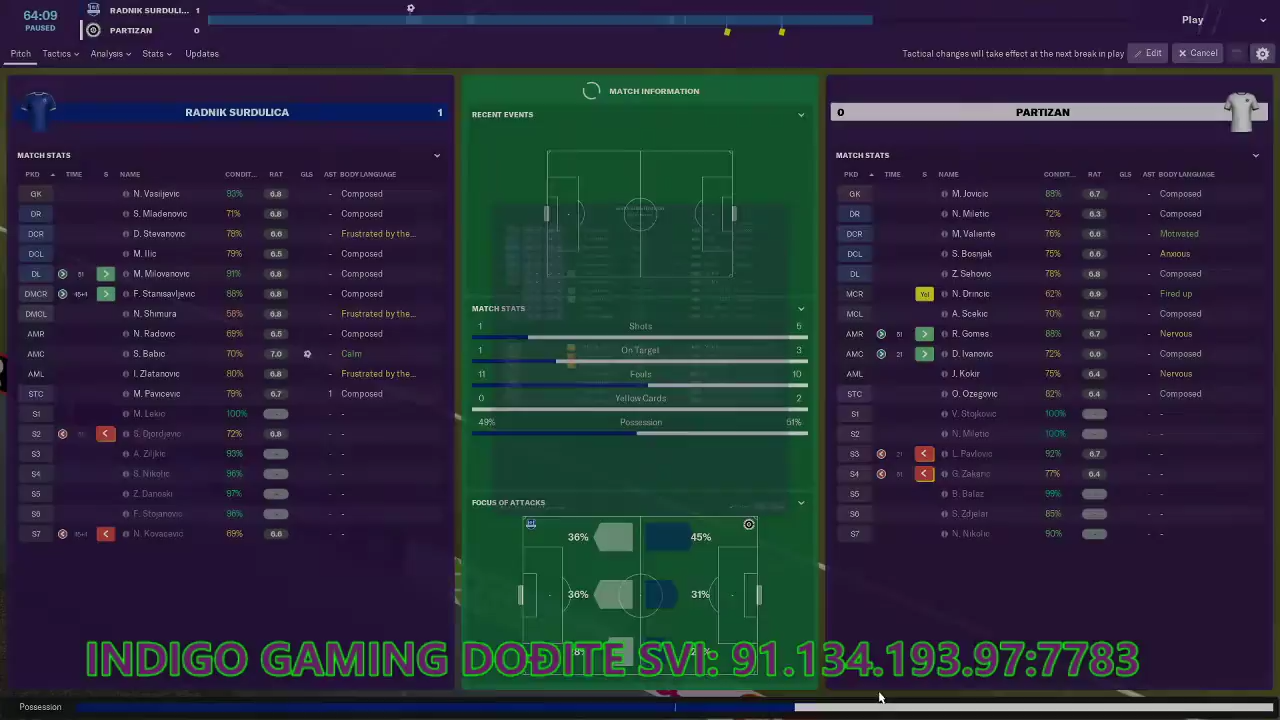 64:09
PAUSED
RADNIK SURDULI... 1
PARTIZAN 0
Play
Pitch Tactics Analysis Stats Updates
Tactical changes will take effect at the next break in play Edit Cancel
RADNIK SURDULICA 1
MATCH STATS
PKD TIME S NAME CONDIT... RAT GLS AST BODY LANGUAGE
GK N. Vasiljevic 93% 6.8 - Composed
DR S. Mladenovic 71% 6.8 - Composed
DCR D. Stevanovic 78% 6.6 - Frustrated by the...
DCL M. Ilic 79% 6.5 - Composed
DL 51 M. Milovanovic 91% 6.8 - Composed
DMCR 45+4 F. Stanisavljevic 88% 6.8 - Composed
DMCL N. Shimura 56% 6.8 - Frustrated by the...
AMR N. Radovic 69% 6.5 - Composed
AMC S. Babic 70% 7.0 - Calm
AML I. Zlatanovic 80% 6.8 - Frustrated by the...
STC M. Pavicevic 79% 6.7 1 Composed
S1 M. Lekic 100% - - -
S2 S. Djordjevic 72% 6.8 - -
S3 A. Ziljkic 93% - - -
S4 S. Nikolic 96% - - -
S5 Z. Danoski 97% - - -
S6 F. Stojanovic 96% - - -
S7 N. Kovacevic 69% 6.6 - -
MATCH INFORMATION
RECENT EVENTS
MATCH STATS
1 Shots 5
1 On Target 3
11 Fouls 10
0 Yellow Cards 2
49% Possession 51%
FOCUS OF ATTACKS
36% 45%
36% 31%
0 PARTIZAN
MATCH STATS
PKD TIME S NAME CONDIT... RAT GLS AST BODY LANGUAGE
GK M. Jovicic 89% 6.7 - Composed
DR N. Miletic 72% 6.3 - Composed
DCR M. Valiente 76% 6.6 - Motivated
DCL S. Bosnjak 75% 6.6 - Anxious
DL Z. Sehovic 78% 6.8 - Composed
MCR Yel N. Drincic 62% 6.9 - Fired up
MCL A. Scekic 70% 6.7 - Composed
AMR 51 R. Gomes 88% 6.7 - Nervous
AMC 21 D. Ivanovic 72% 6.6 - Composed
AML J. Kokir 75% 6.4 - Nervous
STC O. Ozegovic 82% 6.4 - Composed
S1 V. Stojkovic 100% - - -
S2 N. Miletic 100% - - -
S3 21 L. Pavlovic 92% 6.7 - -
S4 51 G. Zakaric 77% 6.4 - -
S5 B. Balaz 99% - - -
S6 S. Zdjelar 85% - - -
S7 N. Nikolic 90% - - -
INDIGO GAMING DOĐITE SVI: 91.134.193.97:7783
Possession